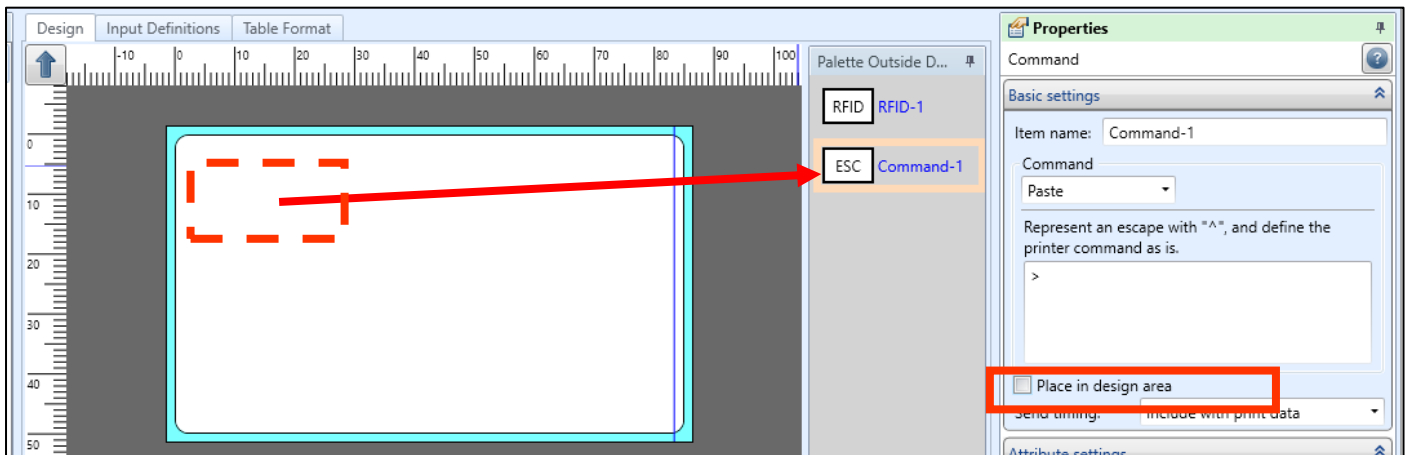 Design Input Definitions Table Format
-10 0 10 20 30 40 50 60 70 80 90 100
0
10
20
30
40
50
Palette Outside D...
RFID RFID-1
ESC Command-1
Properties
Command
?
Basic settings
Item name: Command-1
Command
Paste
Represent an escape with "^", and define the
printer command as is.
>
Place in design area
Send timing: Include with print data
Attribute settings